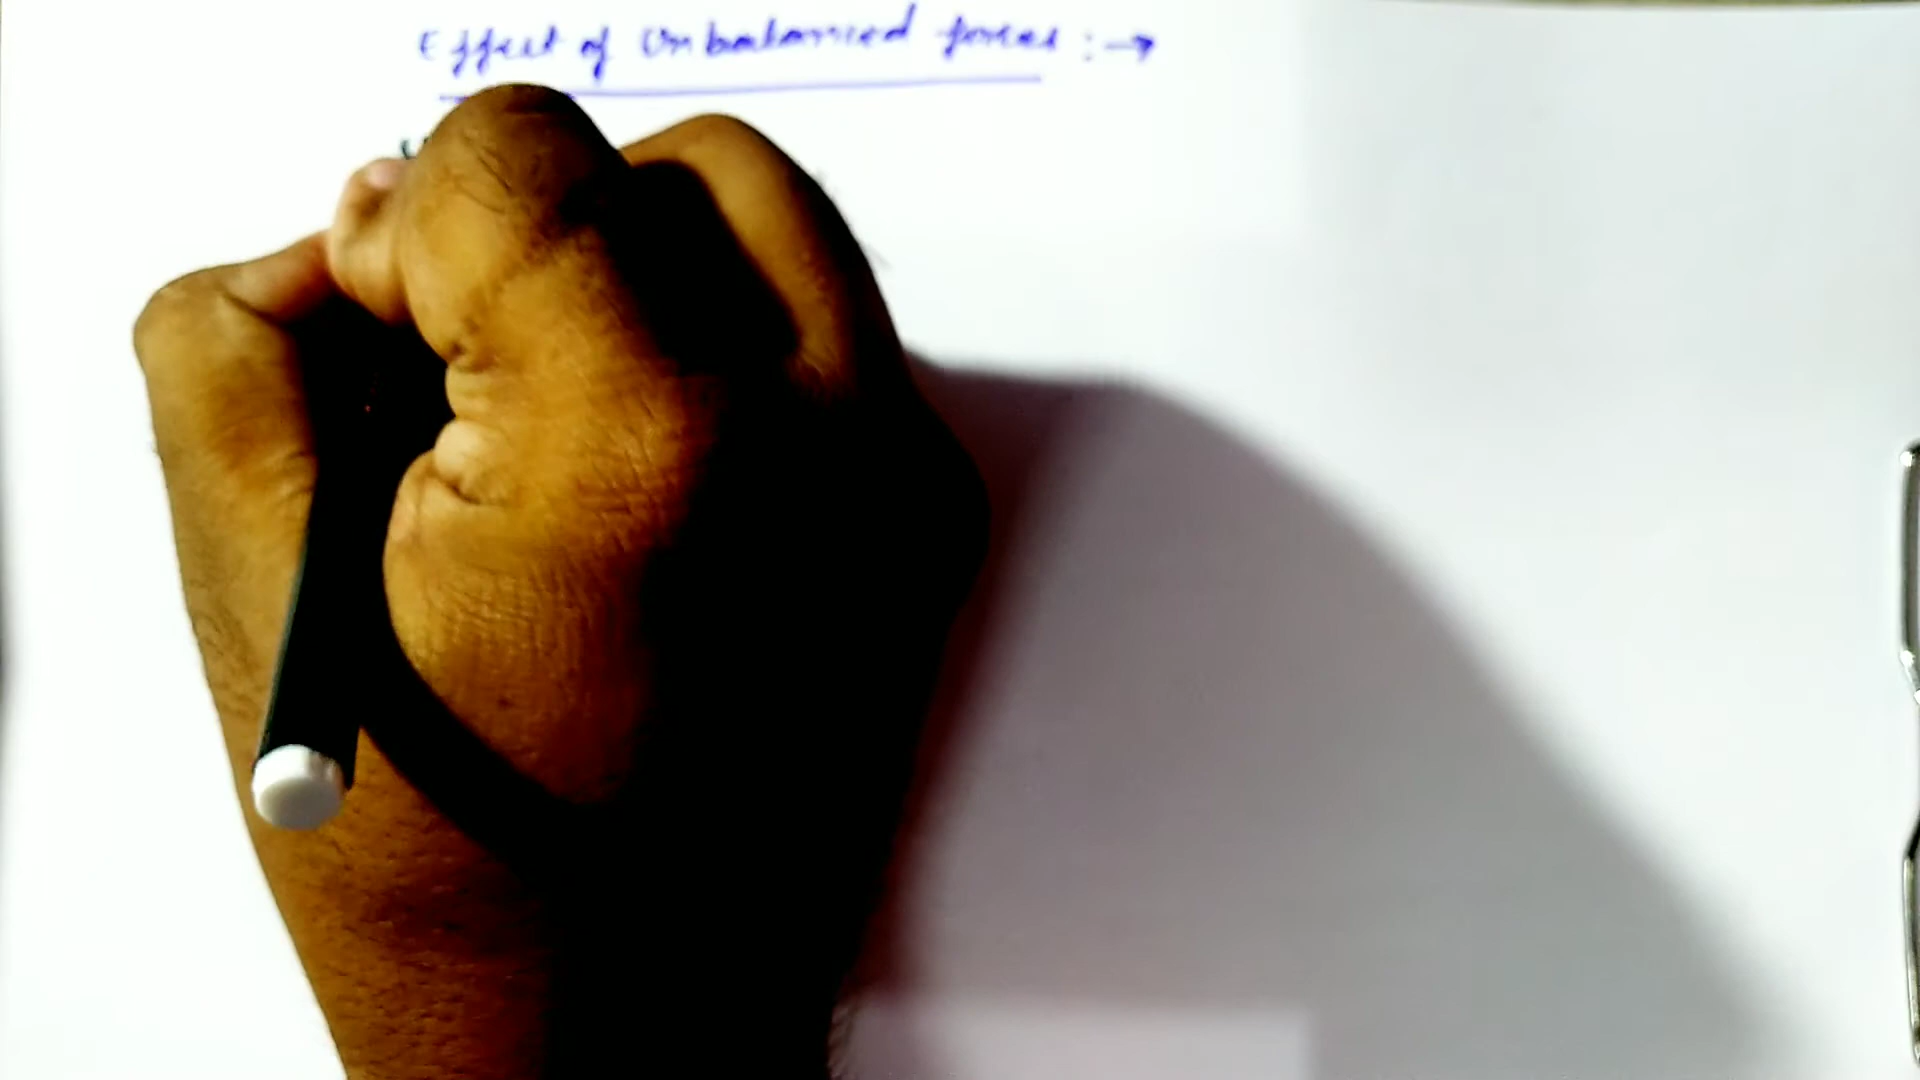 Effect of Unbalanced forces :→